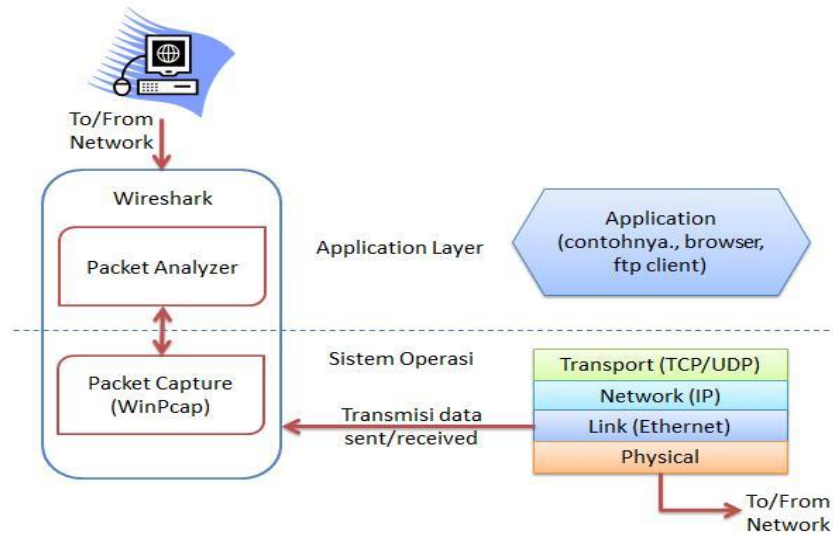 To/From
Network
Wireshark
Packet Analyzer
Application Layer
Application
(contohnya., browser,
ftp client)
Packet Capture
(WinPcap)
Sistem Operasi
Transmisi data
sent/received
Transport (TCP/UDP)
Network (IP)
Link (Ethernet)
Physical
To/From
Network